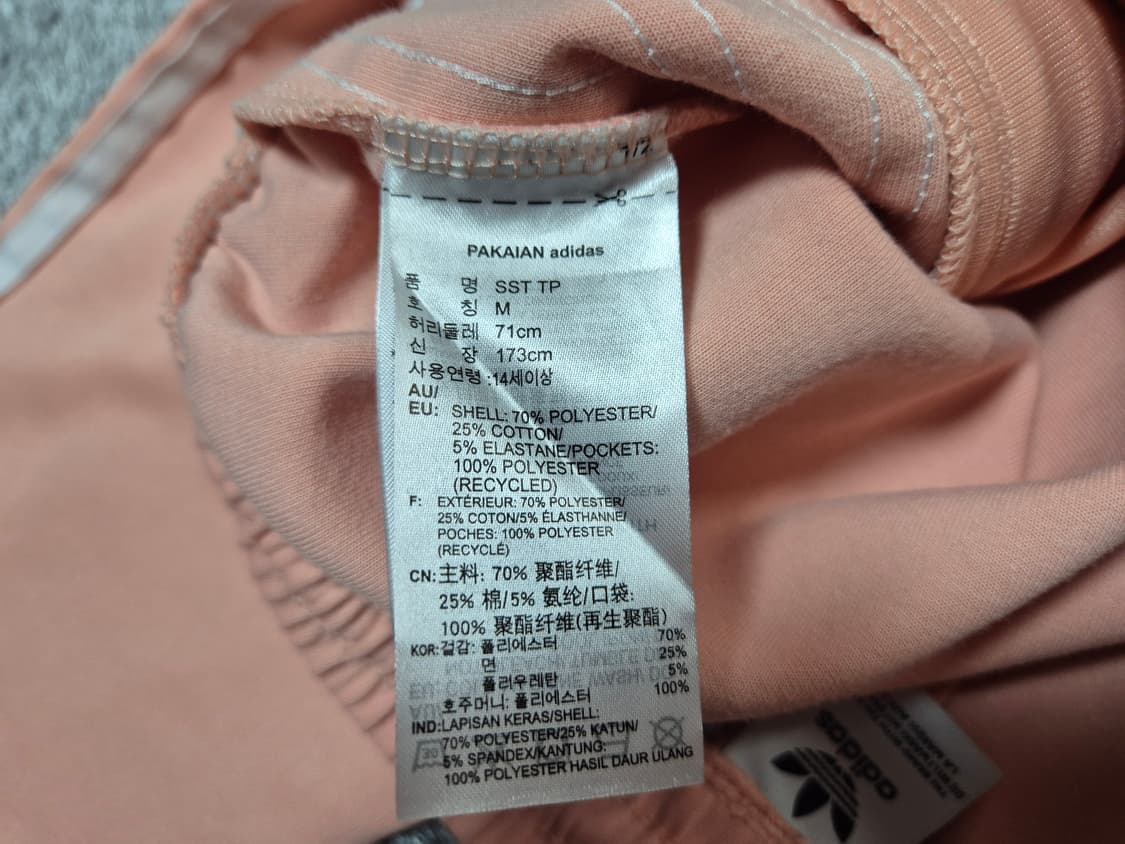 1/2
PAKAIAN adidas
품 명 SST TP
호 칭 M
허리둘레 71cm
신 장 173cm
사용연령 :14세이상
AU/
EU: SHELL: 70% POLYESTER/
25% COTTON/
5% ELASTANE/POCKETS:
100% POLYESTER
(RECYCLED)
F: EXTÉRIEUR: 70% POLYESTER/
25% COTON/5% ÉLASTHANNE/
POCHES: 100% POLYESTER
(RECYCLÉ)
CN: 主料: 70% 聚酯纤维/
25% 棉/5% 氨纶/口袋:
100% 聚酯纤维(再生聚酯)
KOR: 겉감: 폴리에스터 70%
면 25%
폴리우레탄 5%
호주머니: 폴리에스터 100%
IND: LAPISAN KERAS/SHELL:
70% POLYESTER/25% KATUN/
5% SPANDEX/KANTUNG:
100% POLYESTER HASIL DAUR ULANG
adidas